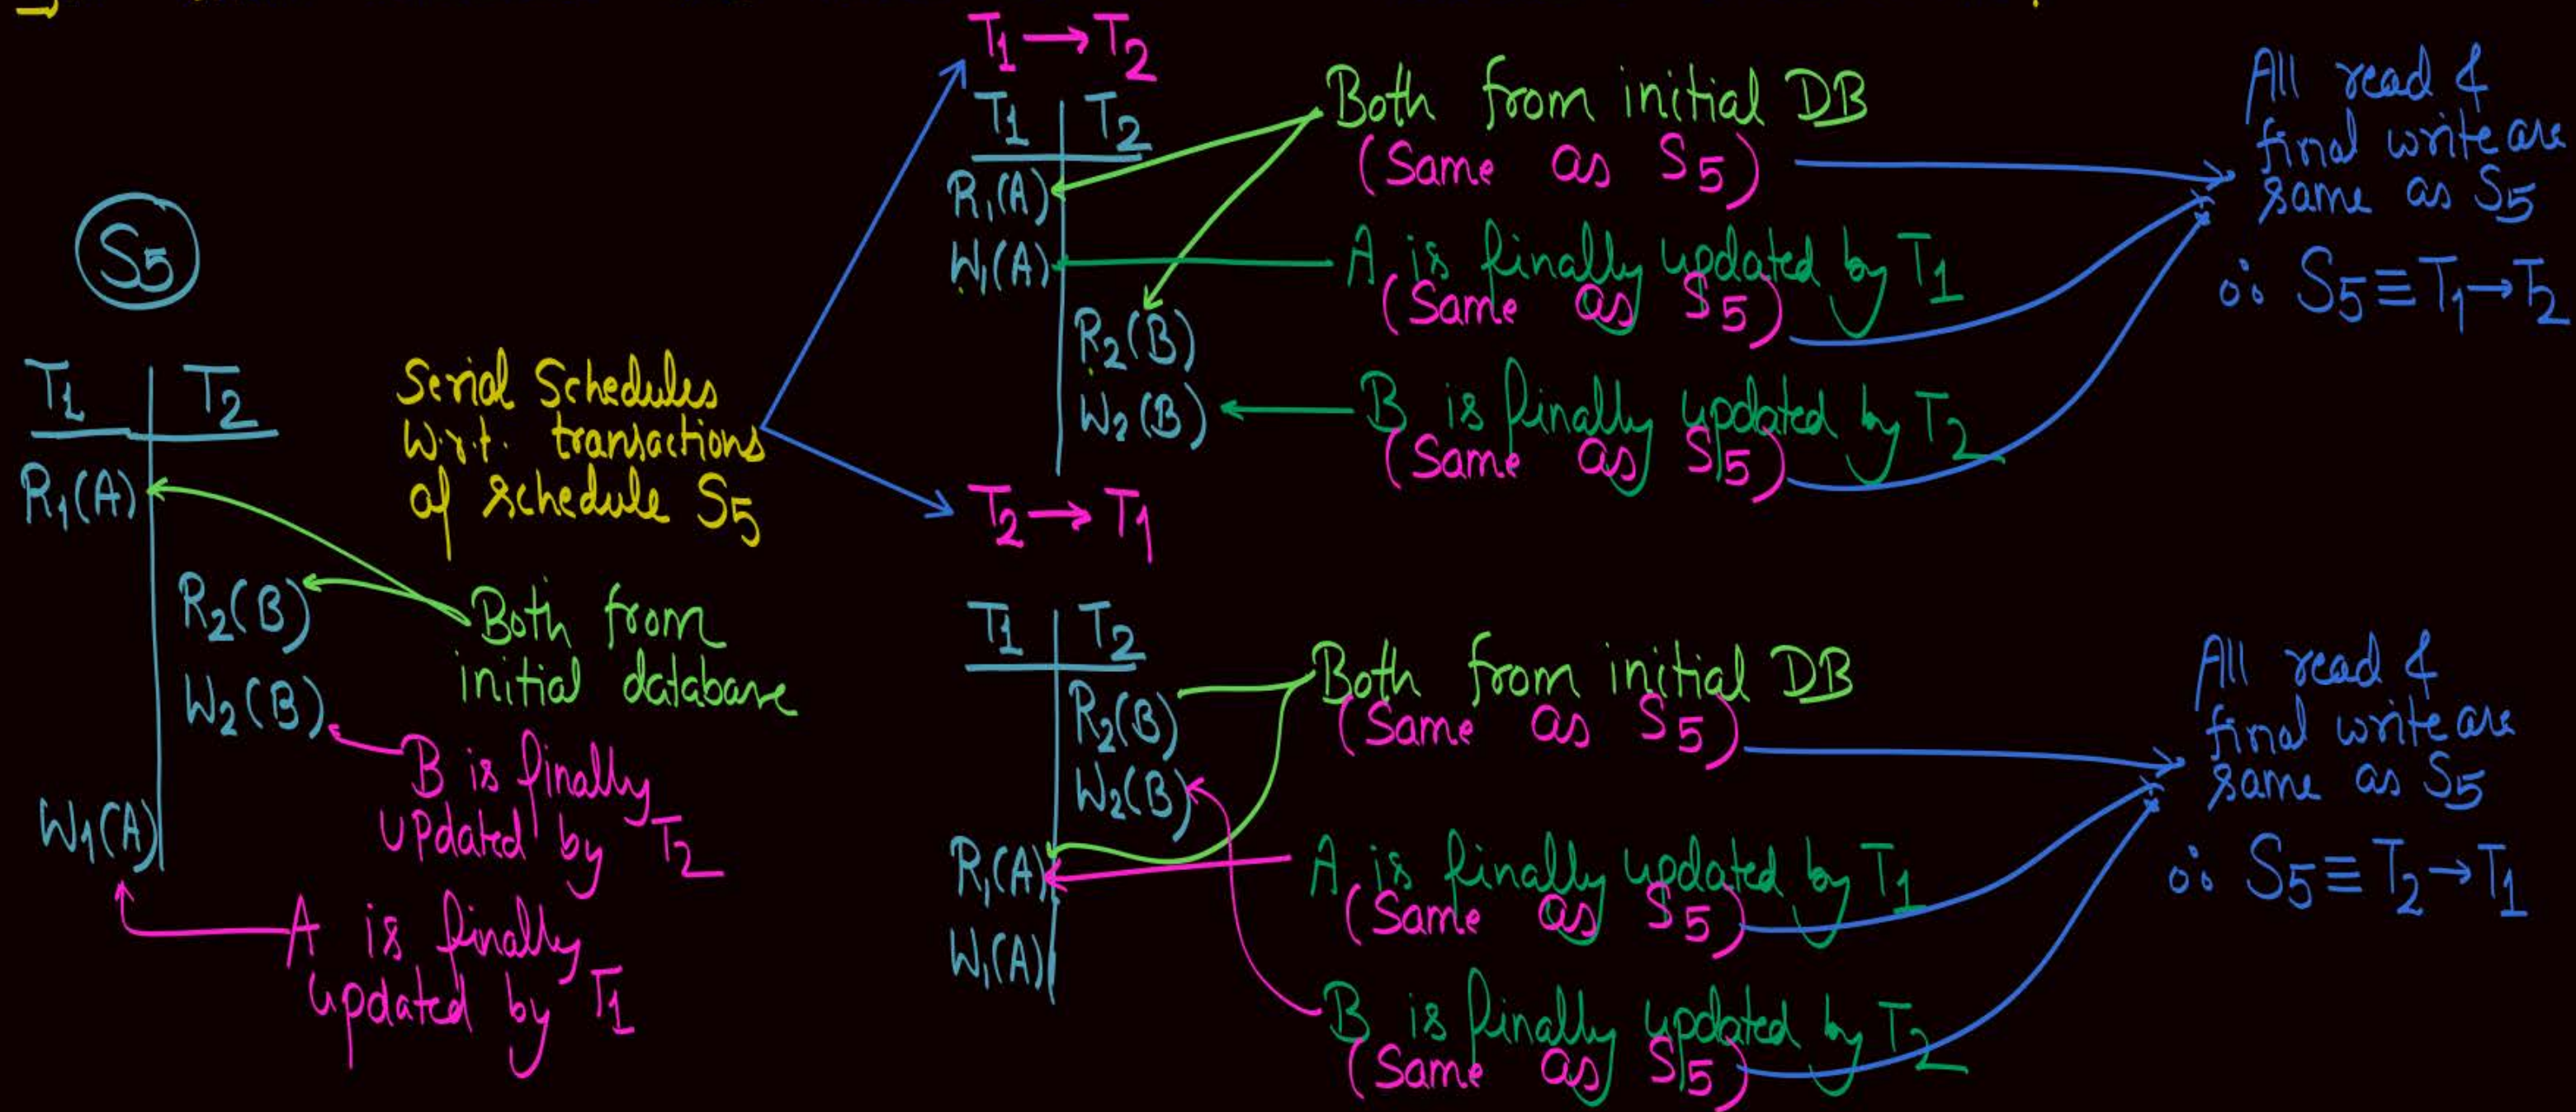 S5
T1 T2
R1(A)
R2(B)
W2(B)
W1(A)
Both from
initial database
B is finally
updated by T2
A is finally
updated by T1
Serial Schedules
w.r.t. transactions
of schedule S5
T1 → T2
T1 T2
R1(A)
W1(A)
R2(B)
W2(B)
Both from initial DB
(Same as S5)
A is finally updated by T1
(Same as S5)
B is finally updated by T2
(Same as S5)
All read &
final write are
same as S5
∴ S5 ≡ T1 → T2
T2 → T1
T1 T2
R2(B)
W2(B)
R1(A)
W1(A)
Both from initial DB
(Same as S5)
A is finally updated by T1
(Same as S5)
B is finally updated by T2
(Same as S5)
All read &
final write are
same as S5
∴ S5 ≡ T2 → T1